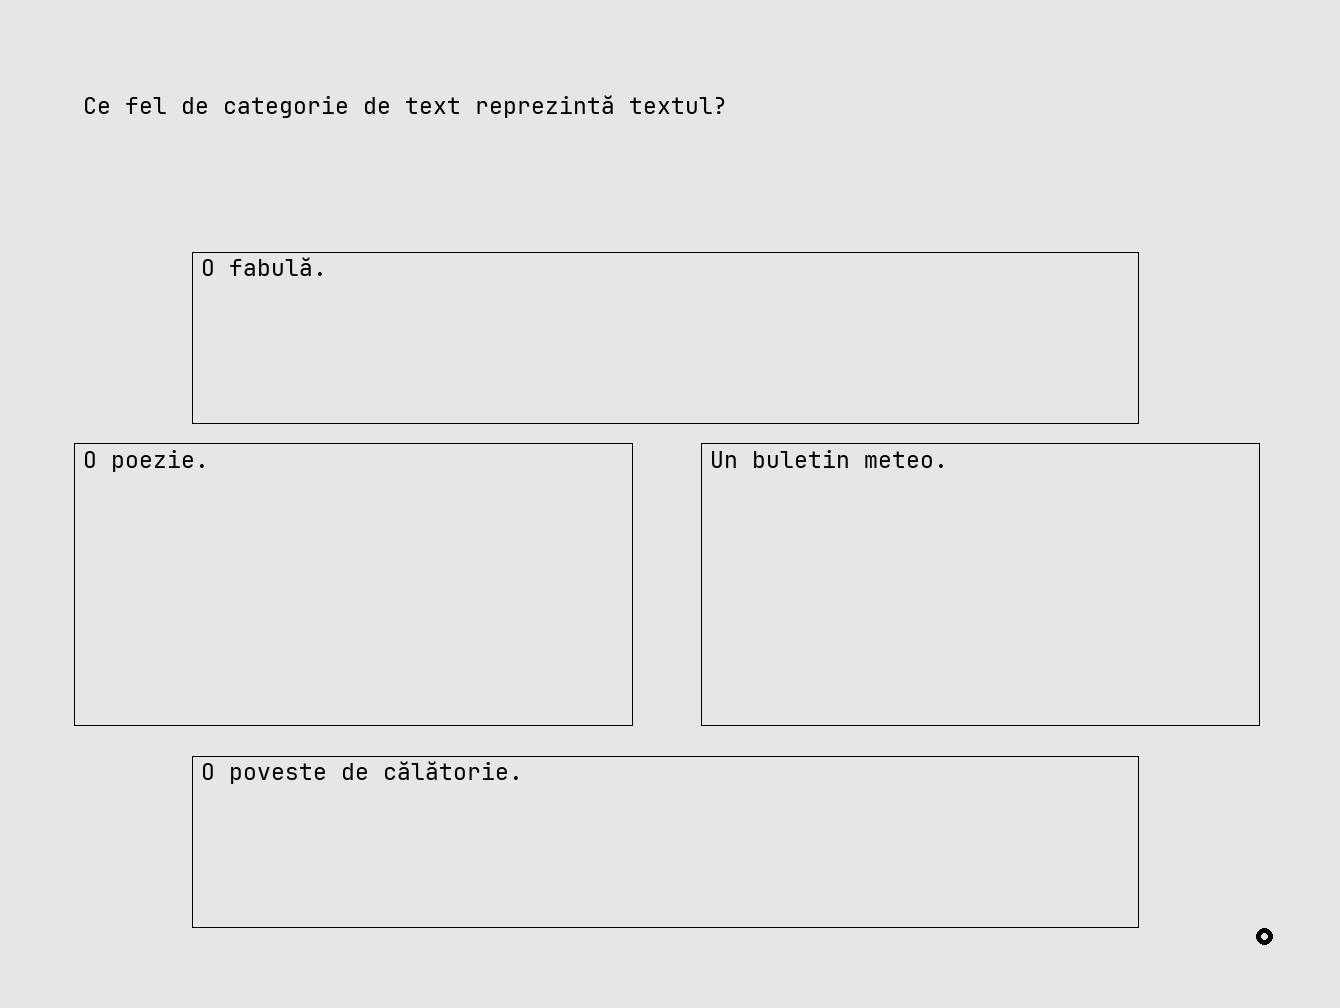 Ce fel de categorie de text reprezintă textul?
O fabulă.
O poezie.
Un buletin meteo.
O poveste de călătorie.